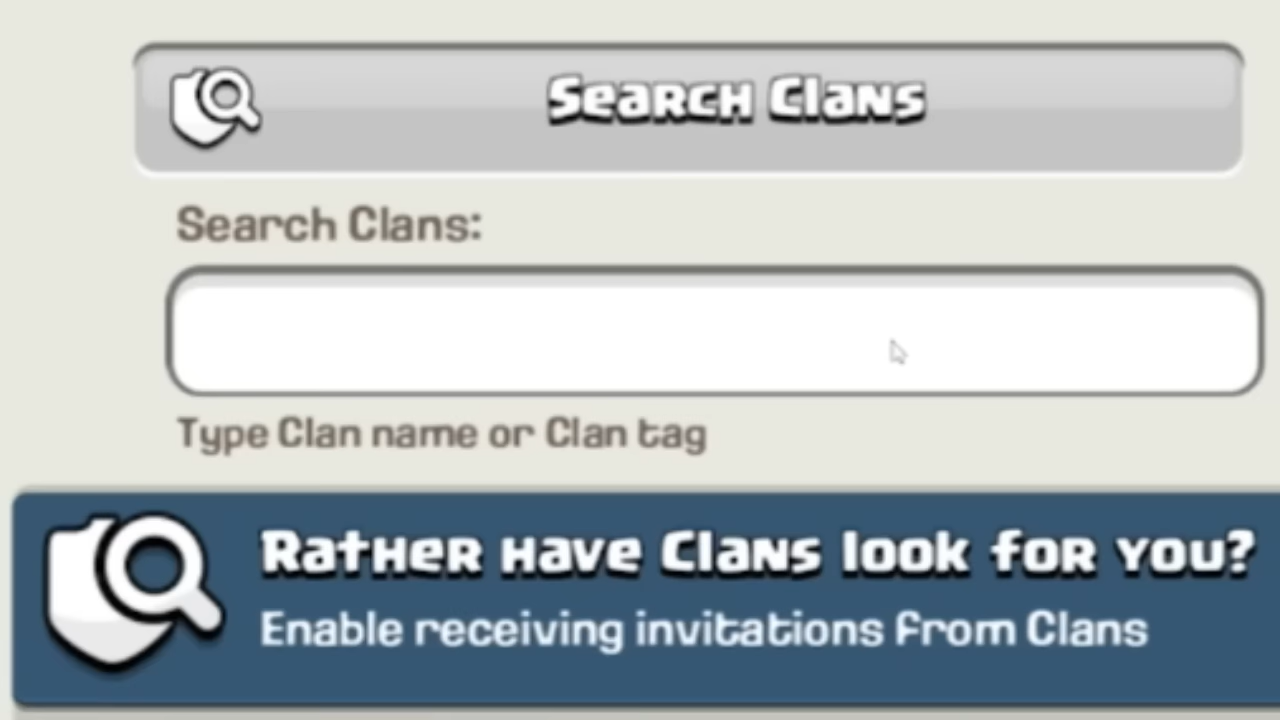 Search Clans
Search Clans:
Type Clan name or Clan tag
Rather have Clans look for you?
Enable receiving invitations from Clans